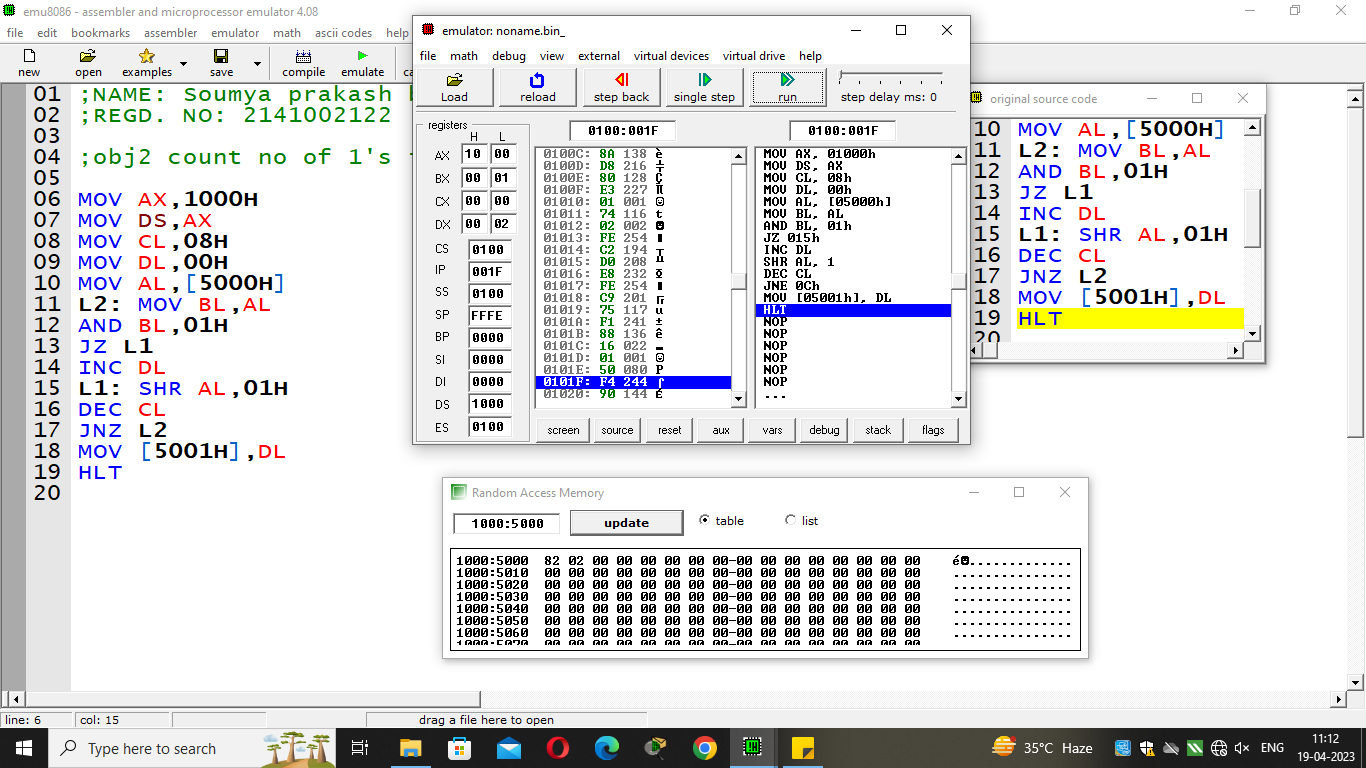 emu8086 - assembler and microprocessor emulator 4.08
file edit bookmarks assembler emulator math ascii codes help
new open examples save compile emulate
01 ;NAME: Soumya prakash
02 ;REGD. NO: 2141002122
03
04 ;obj2 count no of 1's
05
06 MOV AX,1000H
07 MOV DS,AX
08 MOV CL,08H
09 MOV DL,00H
10 MOV AL,[5000H]
11 L2: MOV BL,AL
12 AND BL,01H
13 JZ L1
14 INC DL
15 L1: SHR AL,01H
16 DEC CL
17 JNZ L2
18 MOV [5001H],DL
19 HLT
20
line: 6 col: 15 drag a file here to open
emulator: noname.bin_
file math debug view external virtual devices virtual drive help
Load reload step back single step run step delay ms: 0
registers
H L
AX 10 00
BX 00 01
CX 00 00
DX 00 02
CS 0100
IP 001F
SS 0100
SP FFFE
BP 0000
SI 0000
DI 0000
DS 1000
ES 0100
0100:001F
0100C: 8A 138 è
0100D: D8 216 ╪
0100E: 80 128 Ç
0100F: E3 227 π
01010: 01 001 ☺
01011: 74 116 t
01012: 02 002 ☻
01013: FE 254 ■
01014: C2 194 ┬
01015: D0 208 ╨
01016: E8 232 Φ
01017: FE 254 ■
01018: C9 201 ╔
01019: 75 117 u
0101A: F1 241 ±
0101B: 88 136 ê
0101C: 16 022 ▬
0101D: 01 001 ☺
0101E: 50 080 P
0101F: F4 244 ⌠
01020: 90 144 É
0100:001F
MOV AX, 01000h
MOV DS, AX
MOV CL, 08h
MOV DL, 00h
MOV AL, [05000h]
MOV BL, AL
AND BL, 01h
JZ 015h
INC DL
SHR AL, 1
DEC CL
JNE 0Ch
MOV [05001h], DL
HLT
NOP
NOP
NOP
NOP
NOP
NOP
...
screen source reset aux vars debug stack flags
original source code
10 MOV AL,[5000H]
11 L2: MOV BL,AL
12 AND BL,01H
13 JZ L1
14 INC DL
15 L1: SHR AL,01H
16 DEC CL
17 JNZ L2
18 MOV [5001H],DL
19 HLT
20
Random Access Memory
1000:5000 update table list
1000:5000 82 02 00 00 00 00 00 00-00 00 00 00 00 00 00 00 é☻..............
1000:5010 00 00 00 00 00 00 00 00-00 00 00 00 00 00 00 00 ................
1000:5020 00 00 00 00 00 00 00 00-00 00 00 00 00 00 00 00 ................
1000:5030 00 00 00 00 00 00 00 00-00 00 00 00 00 00 00 00 ................
1000:5040 00 00 00 00 00 00 00 00-00 00 00 00 00 00 00 00 ................
1000:5050 00 00 00 00 00 00 00 00-00 00 00 00 00 00 00 00 ................
1000:5060 00 00 00 00 00 00 00 00-00 00 00 00 00 00 00 00 ................
1000:5070 00 00 00 00 00 00 00 00-00 00 00 00 00 00 00 00
Type here to search
35°C Haze
ENG
11:12
19-04-2023